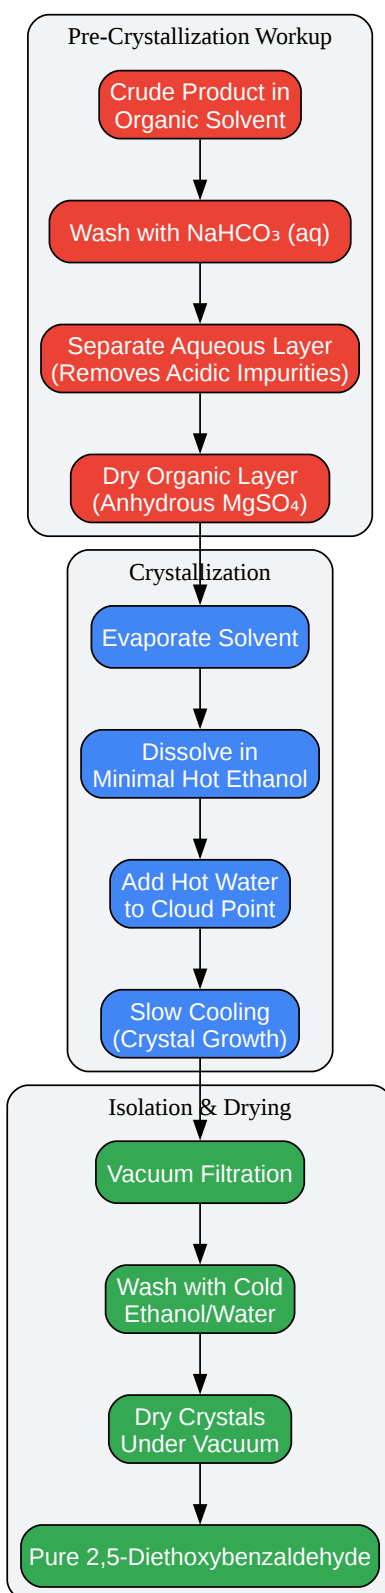 Pre-Crystallization Workup
Crude Product in
Organic Solvent
Wash with NaHCO₃ (aq)
Separate Aqueous Layer
(Removes Acidic Impurities)
Dry Organic Layer
(Anhydrous MgSO₄)
Crystallization
Evaporate Solvent
Dissolve in
Minimal Hot Ethanol
Add Hot Water
to Cloud Point
Slow Cooling
(Crystal Growth)
Isolation & Drying
Vacuum Filtration
Wash with Cold
Ethanol/Water
Dry Crystals
Under Vacuum
Pure 2,5-Diethoxybenzaldehyde